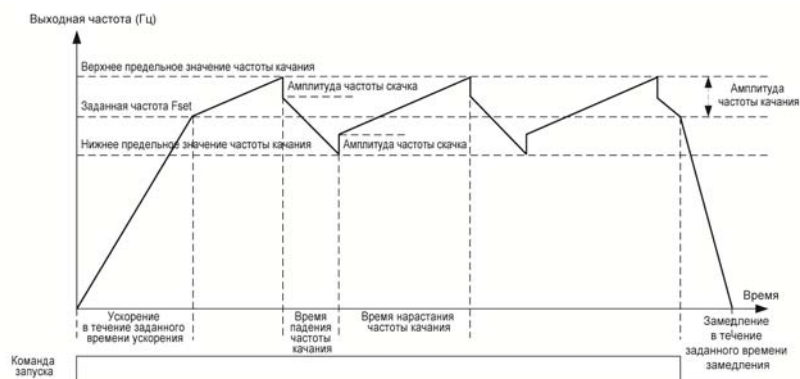 Выходная частота (Гц)
Верхнее предельное значение частоты качания
Амплитуда частоты скачка
Амплитуда
частоты качания
Заданная частота Fset
Нижнее предельное значение частоты качания
Амплитуда частоты скачка
Время
Ускорение
в течение заданного
времени ускорения
Время
падения
частоты
качания
Время нарастания
частоты качания
Замедление
в течение
заданного времени
замедления
Команда
запуска